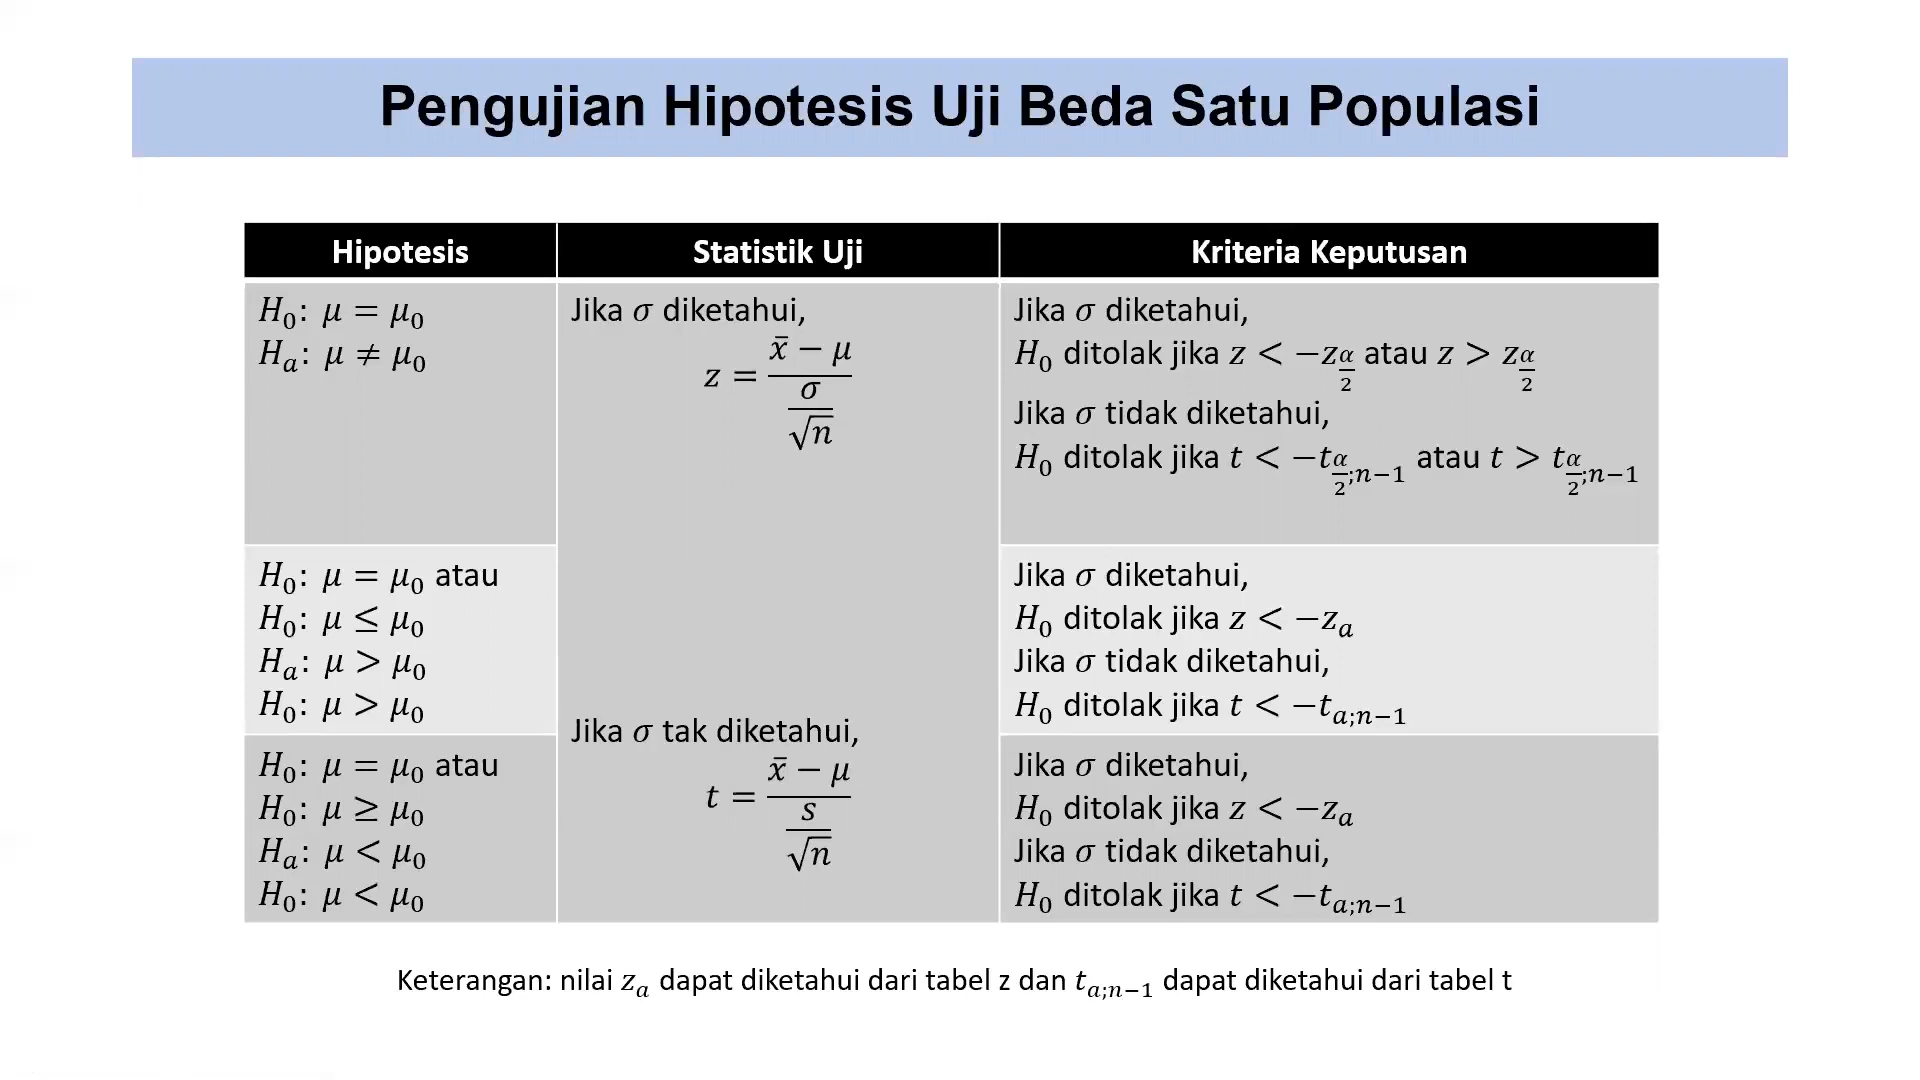 Pengujian Hipotesis Uji Beda Satu Populasi
Hipotesis
Statistik Uji
Kriteria Keputusan
H₀: μ = μ₀
Hₐ: μ ≠ μ₀
Jika σ diketahui,
z = (x̄ − μ) / (σ/√n)
Jika σ tak diketahui,
t = (x̄ − μ) / (s/√n)
Jika σ diketahui,
H₀ ditolak jika z < −z_(α/2) atau z > z_(α/2)
Jika σ tidak diketahui,
H₀ ditolak jika t < −t_(α/2;n−1) atau t > t_(α/2;n−1)
H₀: μ = μ₀ atau
H₀: μ ≤ μ₀
Hₐ: μ > μ₀
H₀: μ > μ₀
Jika σ diketahui,
H₀ ditolak jika z < −zₐ
Jika σ tidak diketahui,
H₀ ditolak jika t < −t_(a;n−1)
H₀: μ = μ₀ atau
H₀: μ ≥ μ₀
Hₐ: μ < μ₀
H₀: μ < μ₀
Jika σ diketahui,
H₀ ditolak jika z < −zₐ
Jika σ tidak diketahui,
H₀ ditolak jika t < −t_(a;n−1)
Keterangan: nilai zₐ dapat diketahui dari tabel z dan t_(a;n−1) dapat diketahui dari tabel t